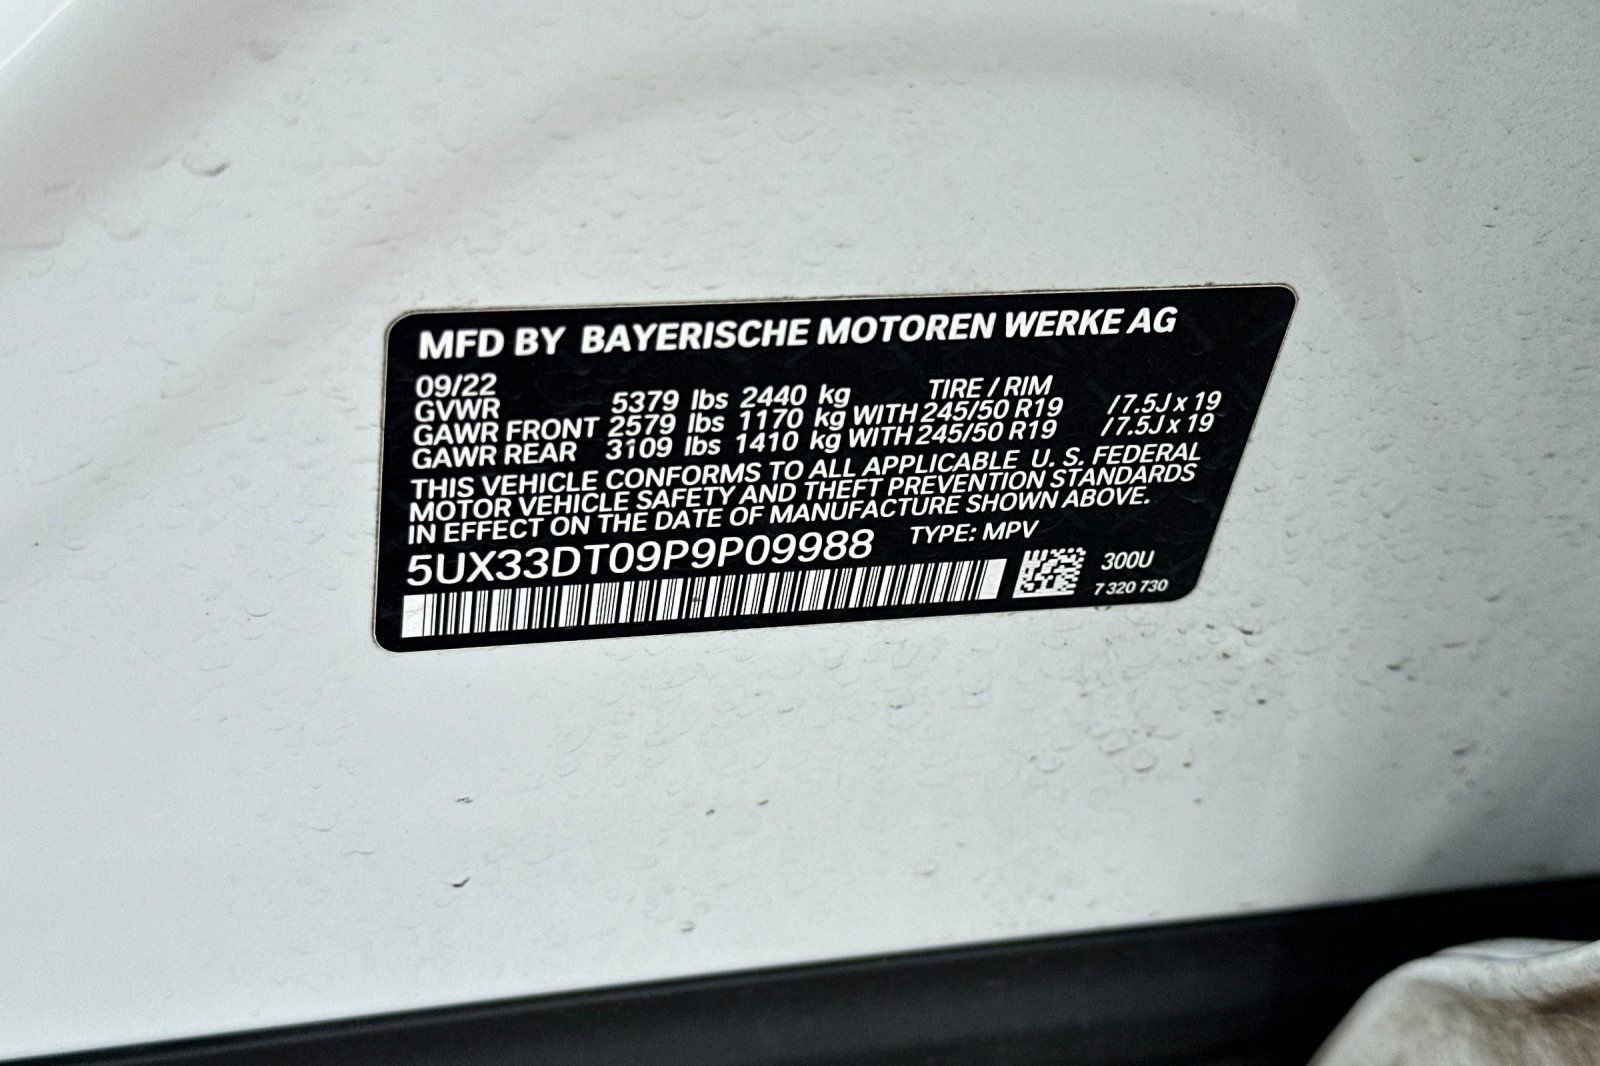 MFD BY BAYERISCHE MOTOREN WERKE AG
09/22 TIRE / RIM
GVWR 5379 lbs 2440 kg
GAWR FRONT 2579 lbs 1170 kg WITH 245/50 R19 / 7.5J x 19
GAWR REAR 3109 lbs 1410 kg WITH 245/50 R19 / 7.5J x 19
THIS VEHICLE CONFORMS TO ALL APPLICABLE U. S. FEDERAL
MOTOR VEHICLE SAFETY AND THEFT PREVENTION STANDARDS
IN EFFECT ON THE DATE OF MANUFACTURE SHOWN ABOVE.
5UX33DT09P9P09988 TYPE: MPV
300U
7 320 730